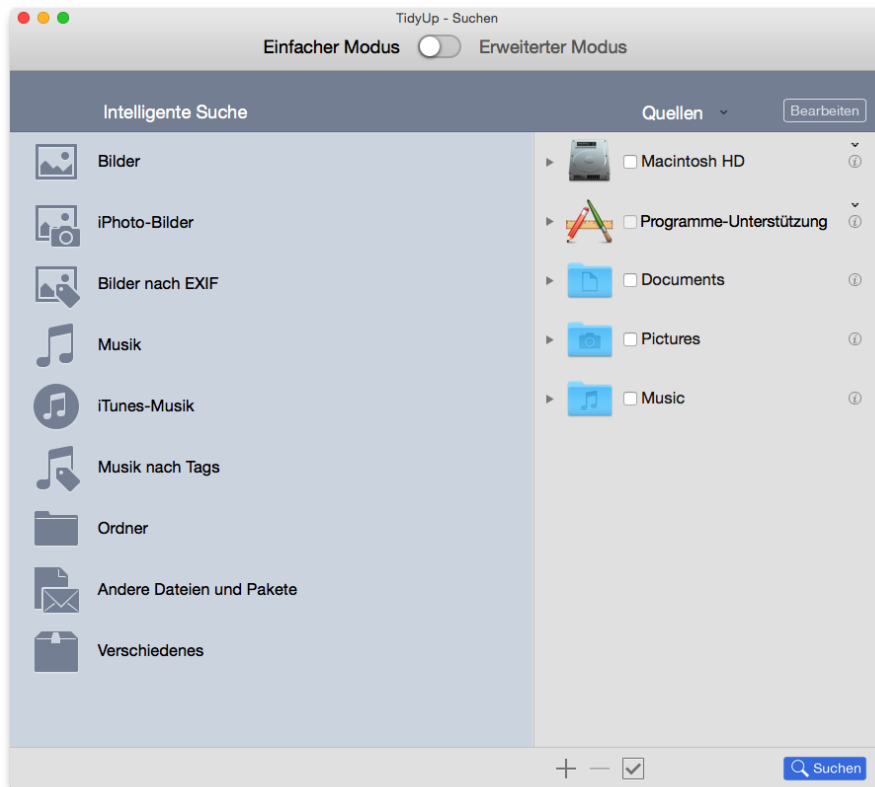 TidyUp - Suchen
Einfacher Modus Erweiterter Modus
Intelligente Suche
Quellen Bearbeiten
Bilder
iPhoto-Bilder
Bilder nach EXIF
Musik
iTunes-Musik
Musik nach Tags
Ordner
Andere Dateien und Pakete
Verschiedenes
Macintosh HD
Programme-Unterstützung
Documents
Pictures
Music
Suchen